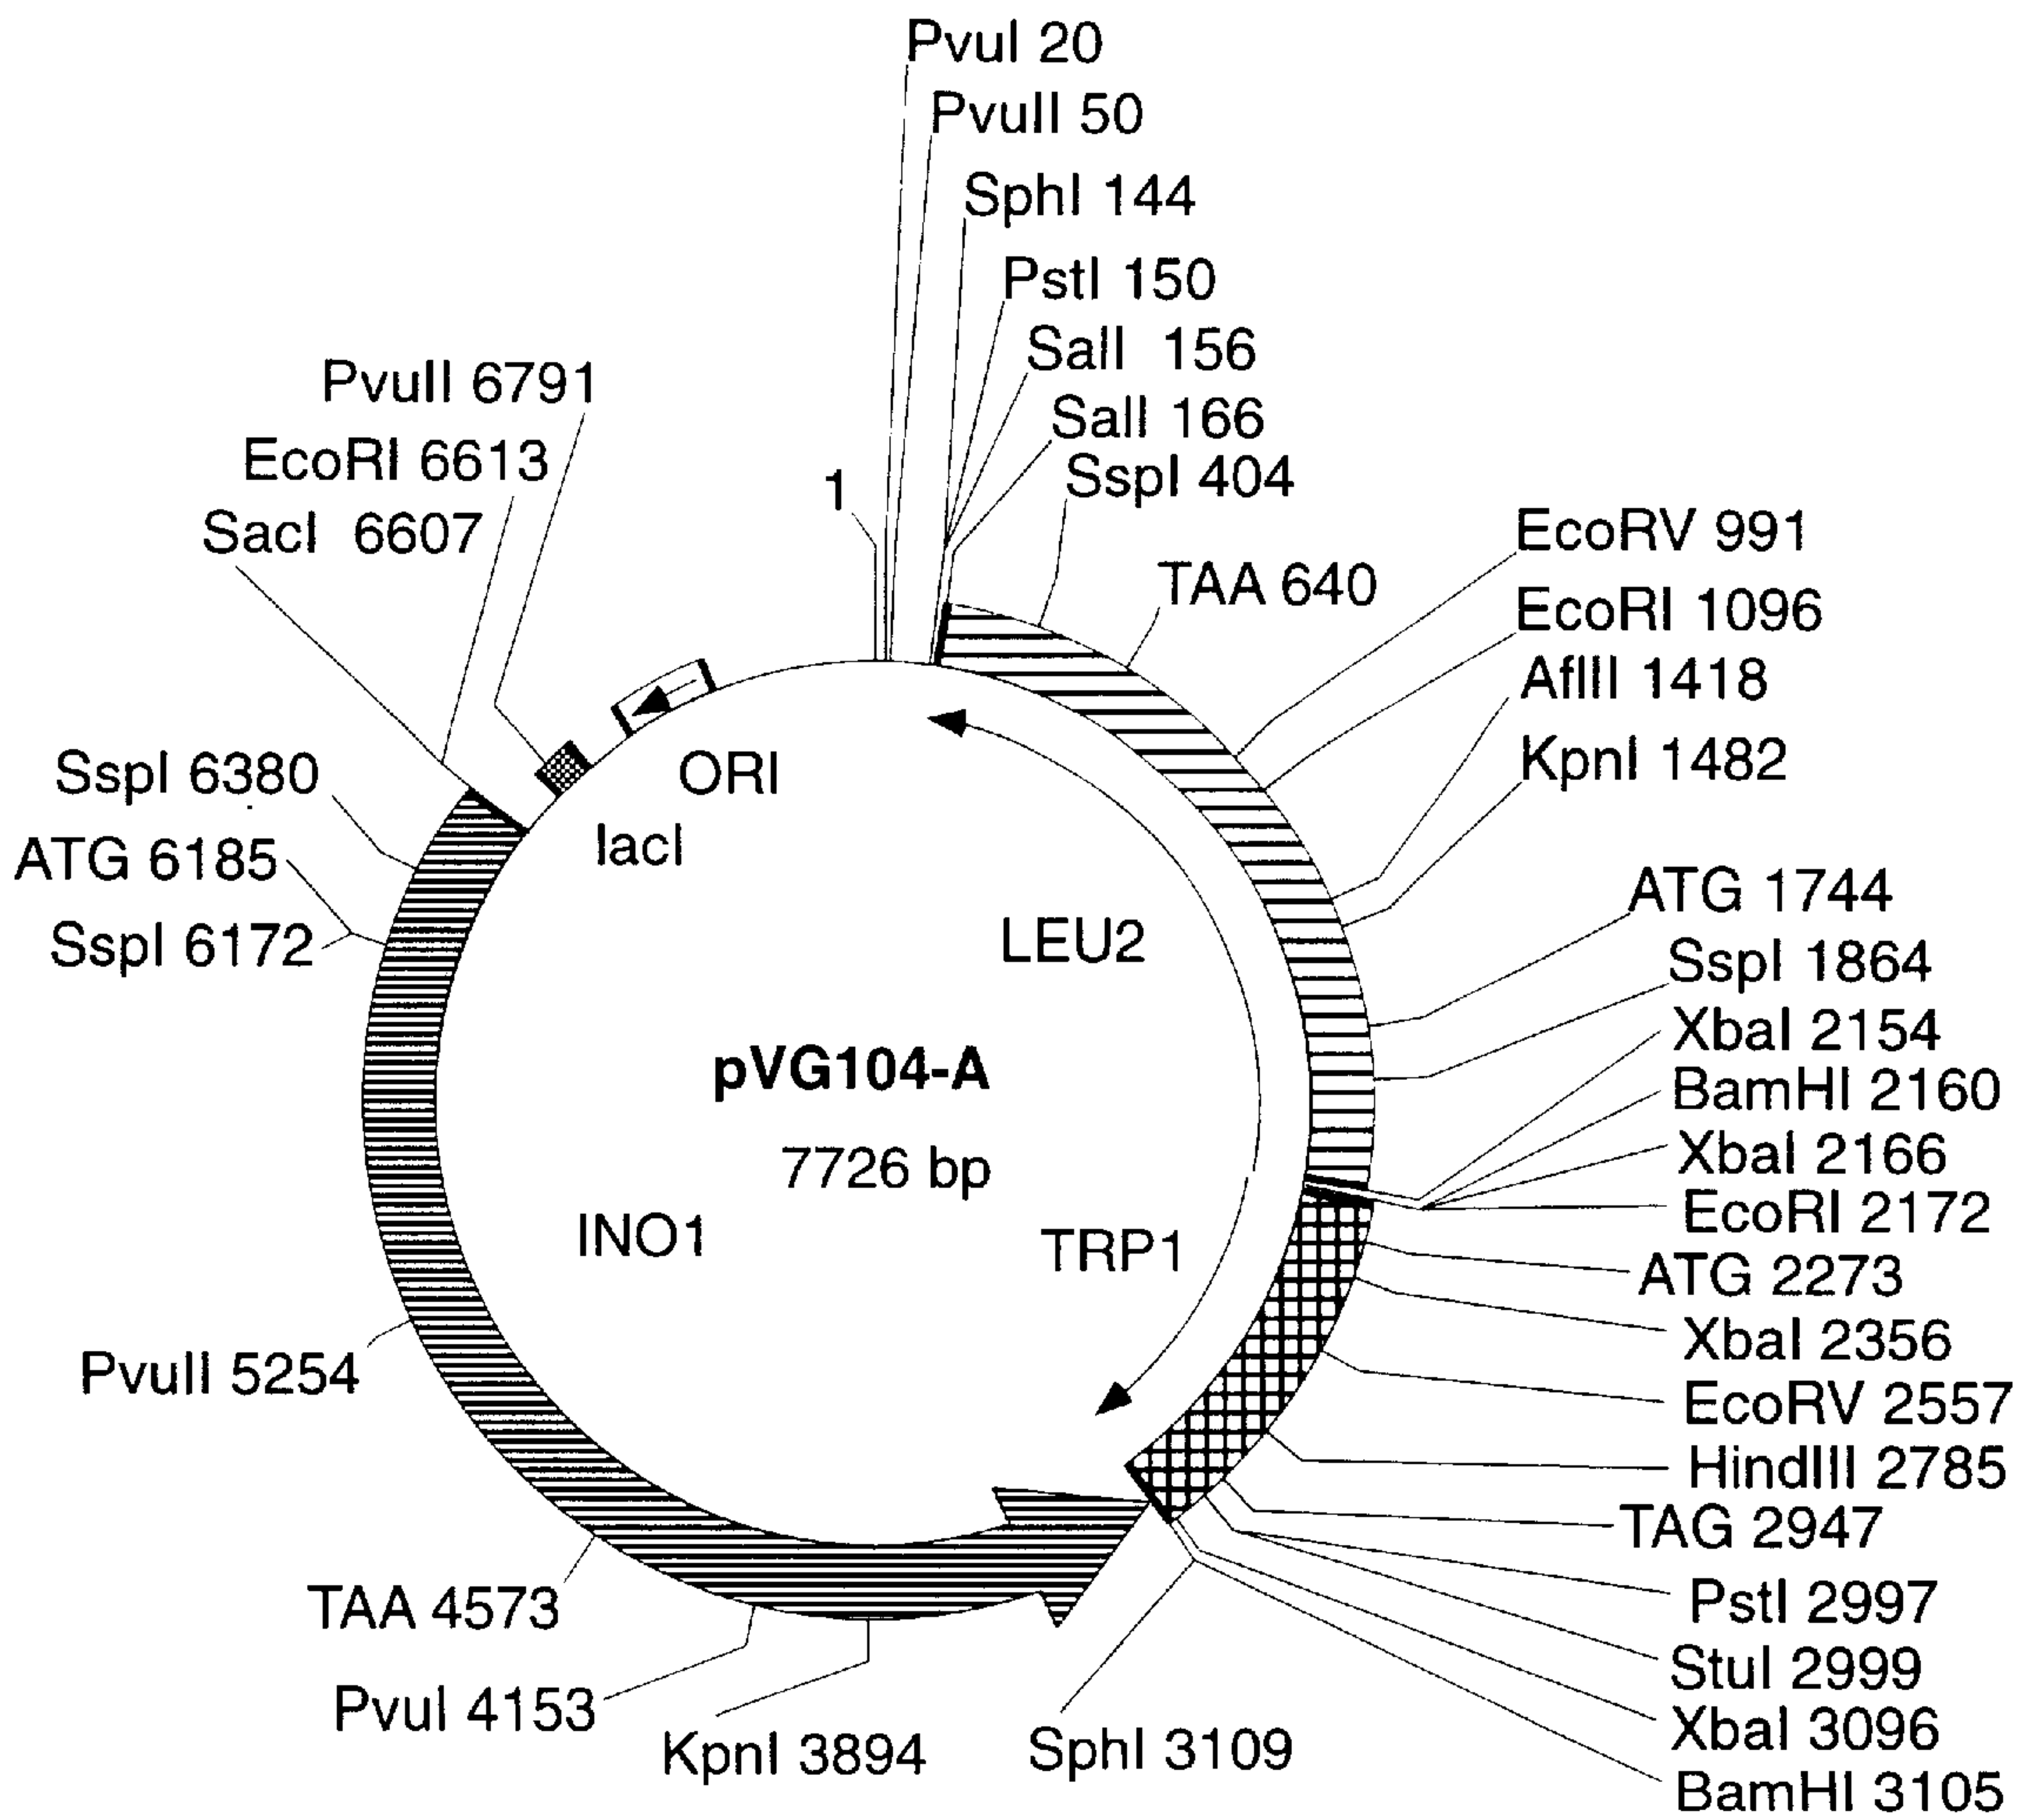 PvuI 20
PvuII 50
SphI 144
PstI 150
SalI 156
SalI 166
SspI 404
TAA 640
EcoRV 991
EcoRI 1096
AflII 1418
KpnI 1482
ATG 1744
SspI 1864
XbaI 2154
BamHI 2160
XbaI 2166
EcoRI 2172
ATG 2273
XbaI 2356
EcoRV 2557
HindIII 2785
TAG 2947
PstI 2997
StuI 2999
XbaI 3096
BamHI 3105
SphI 3109
KpnI 3894
PvuI 4153
TAA 4573
PvuII 5254
SspI 6172
ATG 6185
SspI 6380
SacI 6607
EcoRI 6613
PvuII 6791
1
ORI
lacI
LEU2
pVG104-A
7726 bp
INO1
TRP1